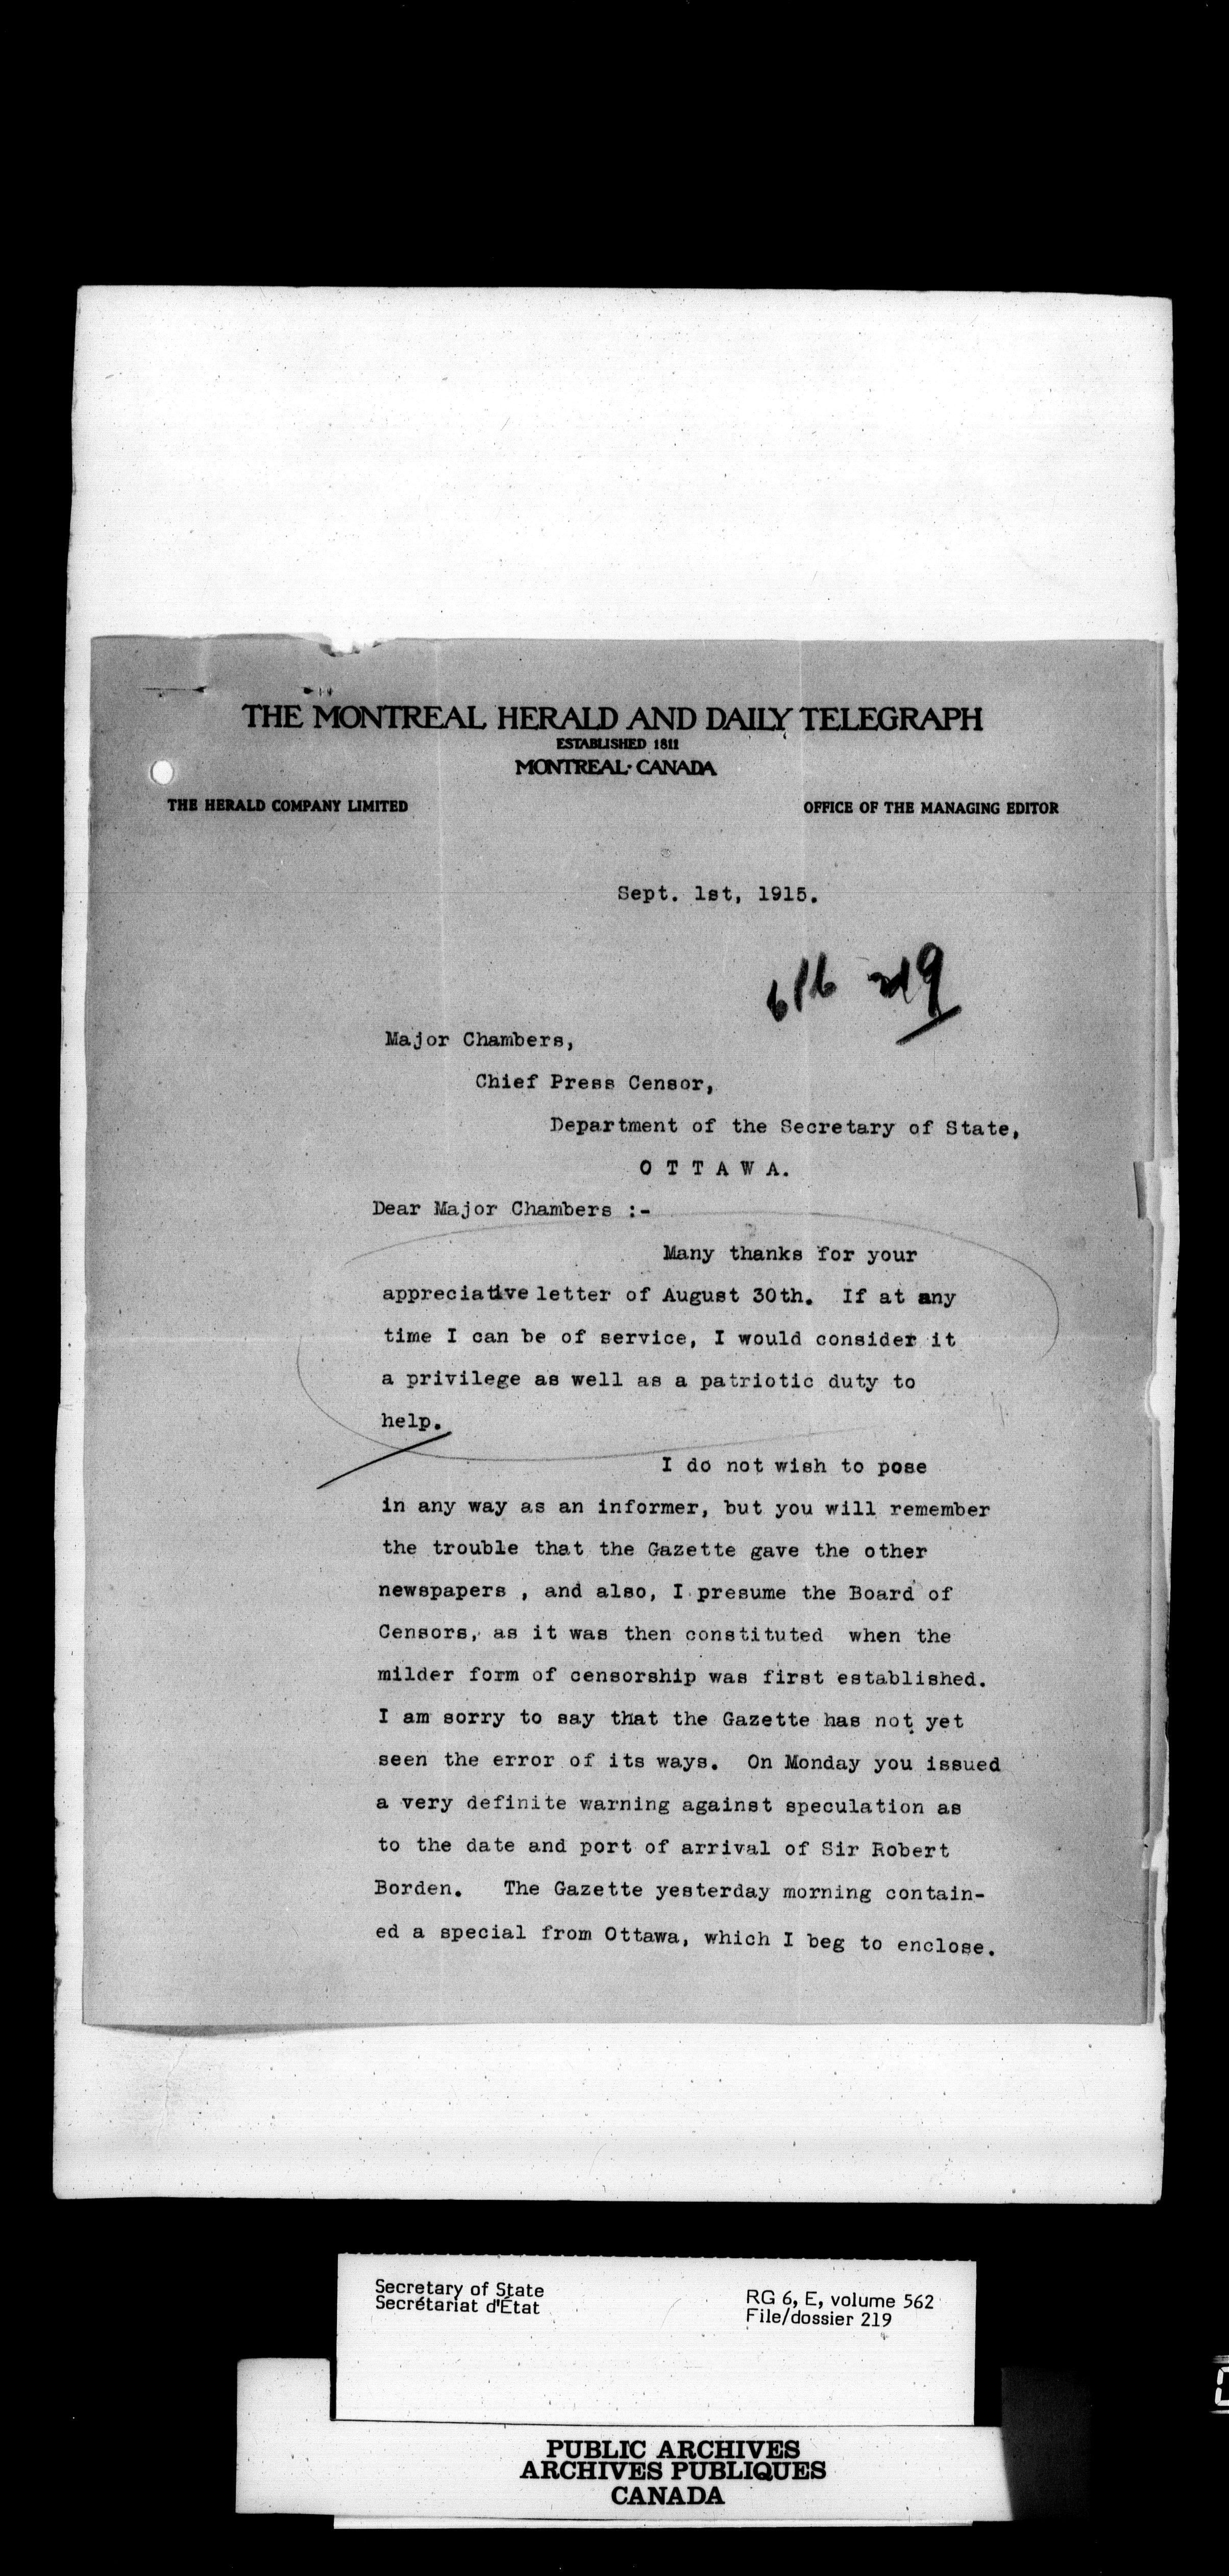 THE MONTREAL HERALD AND DAILY TELEGRAPH
ESTABLISHED 1811
MONTREAL· CANADA
THE HERALD COMPANY LIMITED
OFFICE OF THE MANAGING EDITOR
Sept. 1st, 1915.
616 219
Major Chambers,
Chief Press Censor,
Department of the Secretary of State,
O T T A W A.
Dear Major Chambers :-
Many thanks for your
appreciative letter of August 30th. If at any
time I can be of service, I would consider it
a privilege as well as a patriotic duty to
help.
I do not wish to pose
in any way as an informer, but you will remember
the trouble that the Gazette gave the other
newspapers , and also, I presume the Board of
Censors, as it was then constituted when the
milder form of censorship was first established.
I am sorry to say that the Gazette has not yet
seen the error of its ways. On Monday you issued
a very definite warning against speculation as
to the date and port of arrival of Sir Robert
Borden. The Gazette yesterday morning contain-
ed a special from Ottawa, which I beg to enclose.
Secretary of State
Secrétariat d'État
RG 6, E, volume 562
File/dossier 219
PUBLIC ARCHIVES
ARCHIVES PUBLIQUES
CANADA